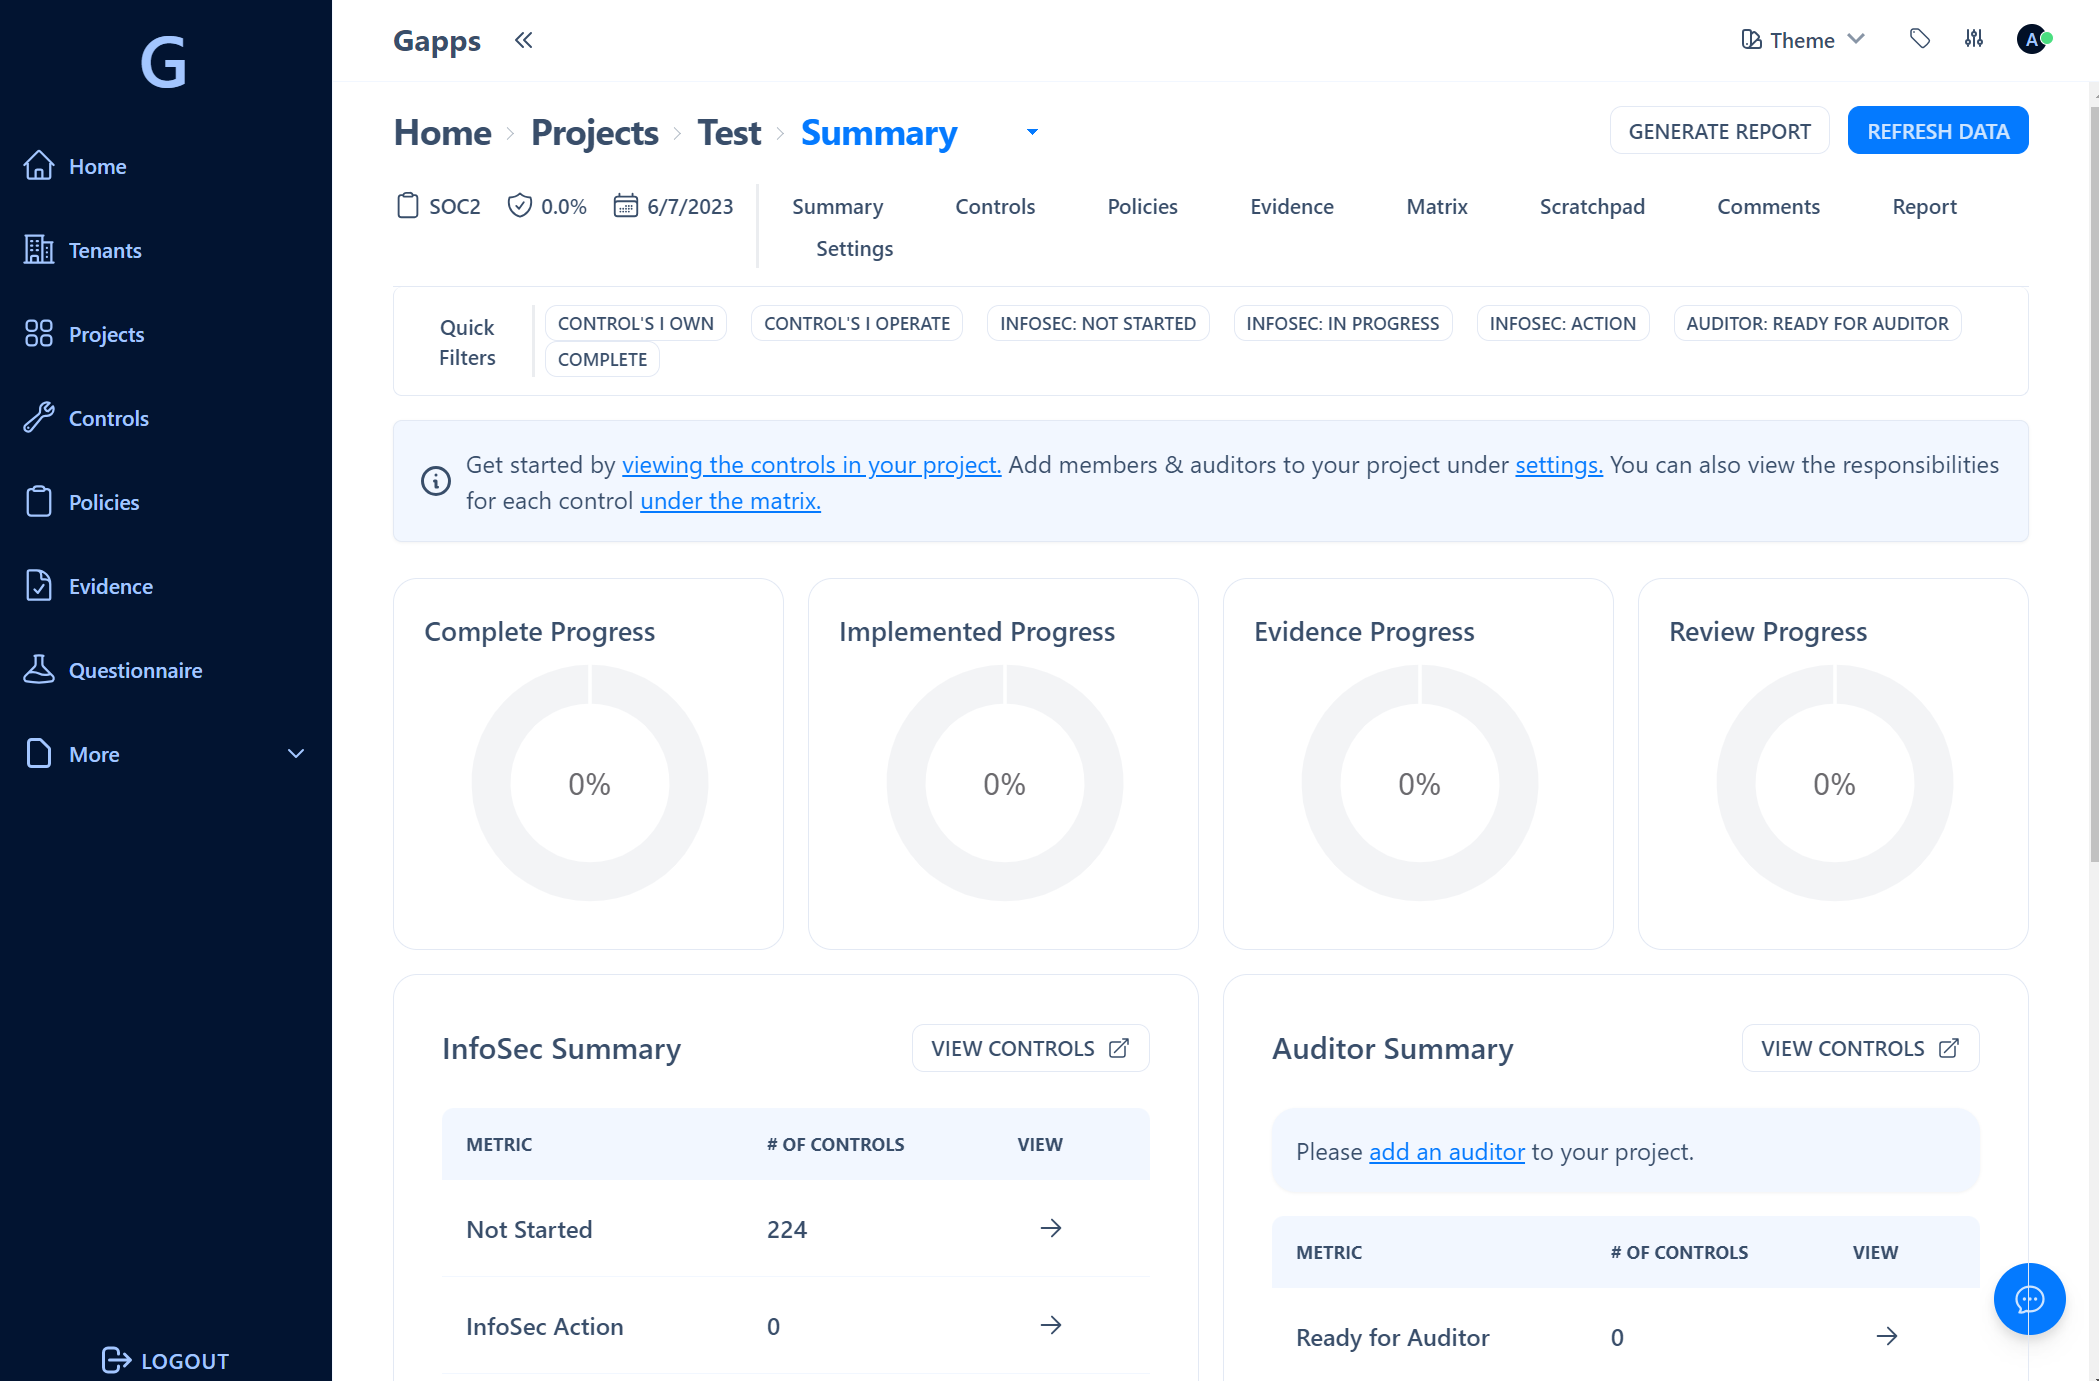 G
Home
Tenants
Projects
Controls
Policies
Evidence
Questionnaire
More
LOGOUT
Gapps
Theme
A
Home Projects Test Summary
GENERATE REPORT
REFRESH DATA
SOC2 0.0% 6/7/2023
Summary Controls Policies Evidence Matrix Scratchpad Comments Report
Settings
Quick
Filters
CONTROL'S I OWN CONTROL'S I OPERATE INFOSEC: NOT STARTED INFOSEC: IN PROGRESS INFOSEC: ACTION AUDITOR: READY FOR AUDITOR
COMPLETE
Get started by viewing the controls in your project. Add members & auditors to your project under settings. You can also view the responsibilities
for each control under the matrix.
Complete Progress
0%
Implemented Progress
0%
Evidence Progress
0%
Review Progress
0%
InfoSec Summary
VIEW CONTROLS
METRIC # OF CONTROLS VIEW
Not Started 224
InfoSec Action 0
Auditor Summary
VIEW CONTROLS
Please add an auditor to your project.
METRIC # OF CONTROLS VIEW
Ready for Auditor 0